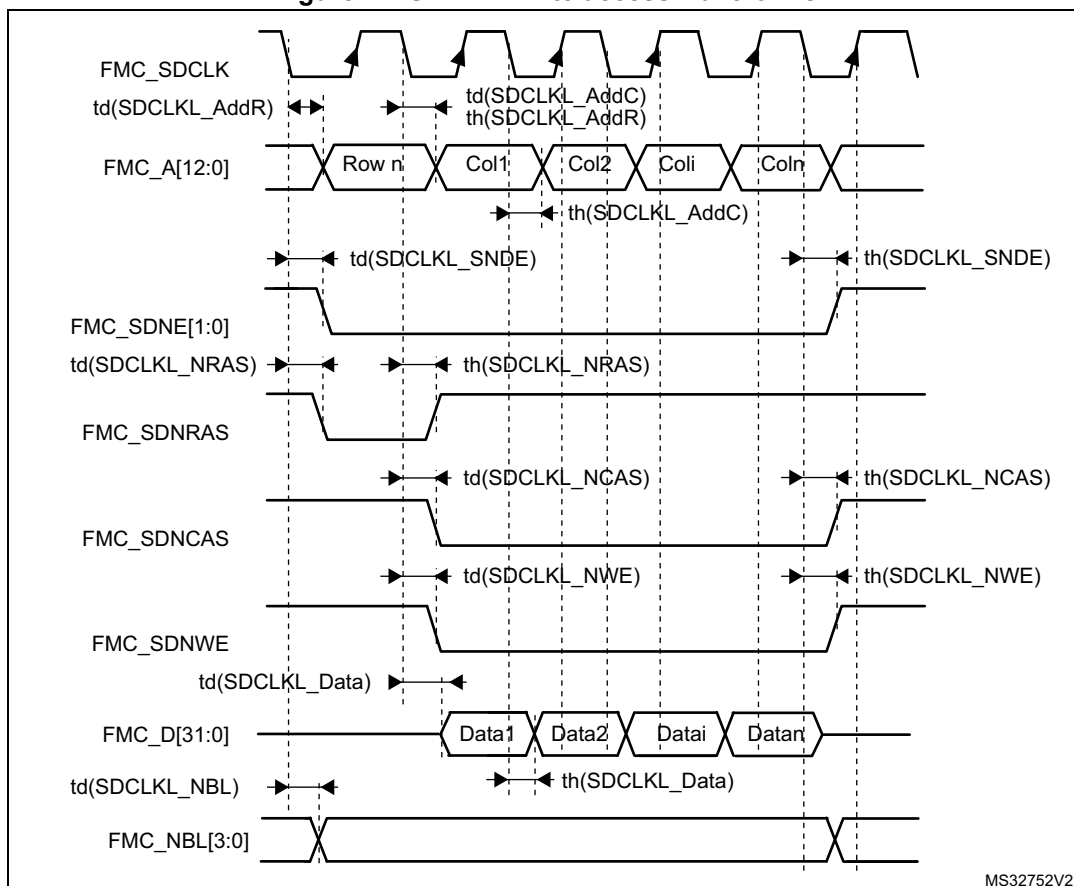 FMC_SDCLK
td(SDCLKL_AddR)
td(SDCLKL_AddC)
th(SDCLKL_AddR)
FMC_A[12:0]
Row n
Col1
Col2
Coli
Coln
th(SDCLKL_AddC)
td(SDCLKL_SNDE)
th(SDCLKL_SNDE)
FMC_SDNE[1:0]
td(SDCLKL_NRAS)
th(SDCLKL_NRAS)
FMC_SDNRAS
td(SDCLKL_NCAS)
th(SDCLKL_NCAS)
FMC_SDNCAS
td(SDCLKL_NWE)
th(SDCLKL_NWE)
FMC_SDNWE
td(SDCLKL_Data)
FMC_D[31:0]
Data1
Data2
Datai
Datan
td(SDCLKL_NBL)
th(SDCLKL_Data)
FMC_NBL[3:0]
MS32752V2